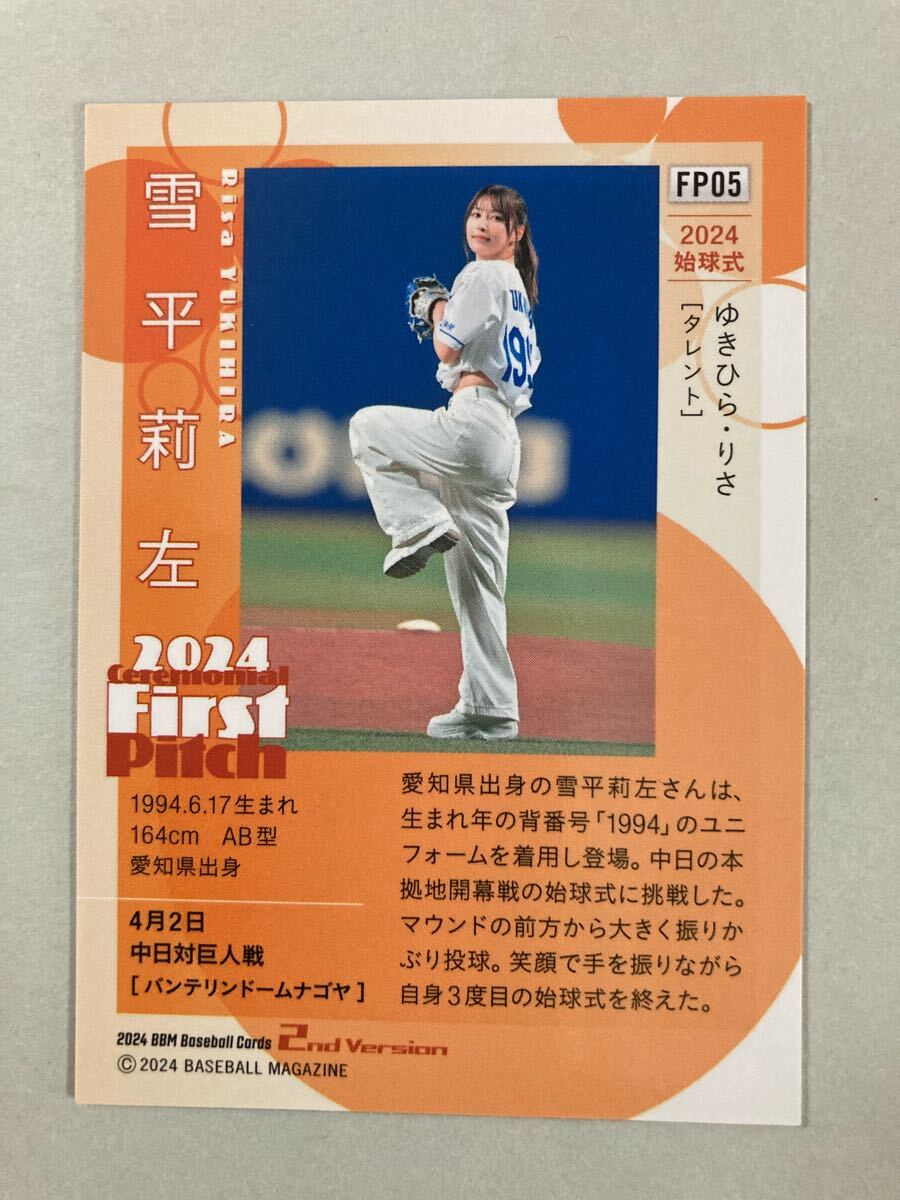 雪平莉左
Risa YUKIHIRA
FP05
2024
始球式
ゆきひら・りさ
[タレント]
2024
Ceremonial
First
Pitch
1994.6.17生まれ
164cm AB型
愛知県出身
4月2日
中日対巨人戦
[バンテリンドームナゴヤ]
愛知県出身の雪平莉左さんは、
生まれ年の背番号「1994」のユニ
フォームを着用し登場。中日の本
拠地開幕戦の始球式に挑戦した。
マウンドの前方から大きく振りか
ぶり投球。笑顔で手を振りながら
自身3度目の始球式を終えた。
2024 BBM Baseball Cards 2nd Version
© 2024 BASEBALL MAGAZINE